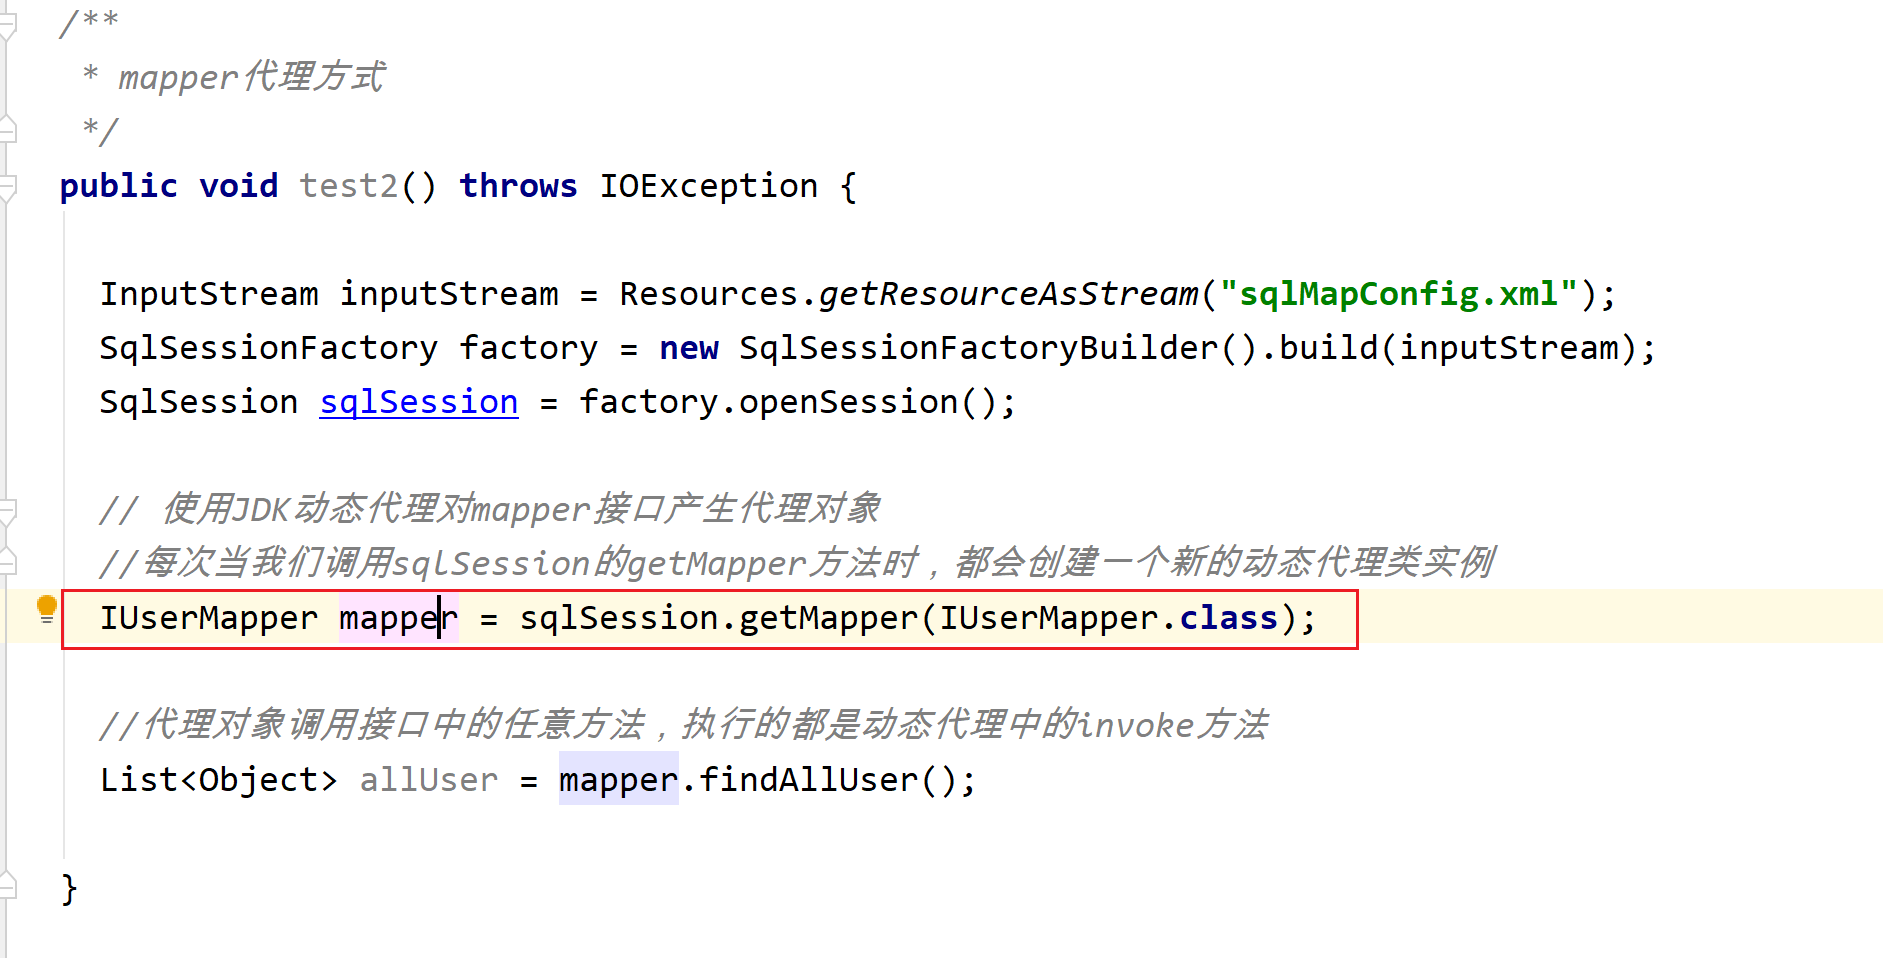 /**
* mapper代理方式
*/
public void test2() throws IOException {
InputStream inputStream = Resources.getResourceAsStream("sqlMapConfig.xml");
SqlSessionFactory factory = new SqlSessionFactoryBuilder().build(inputStream);
SqlSession sqlSession = factory.openSession();
// 使用JDK动态代理对mapper接口产生代理对象
//每次当我们调用sqlSession的getMapper方法时，都会创建一个新的动态代理类实例
IUserMapper mapper = sqlSession.getMapper(IUserMapper.class);
//代理对象调用接口中的任意方法，执行的都是动态代理中的invoke方法
List<Object> allUser = mapper.findAllUser();
}